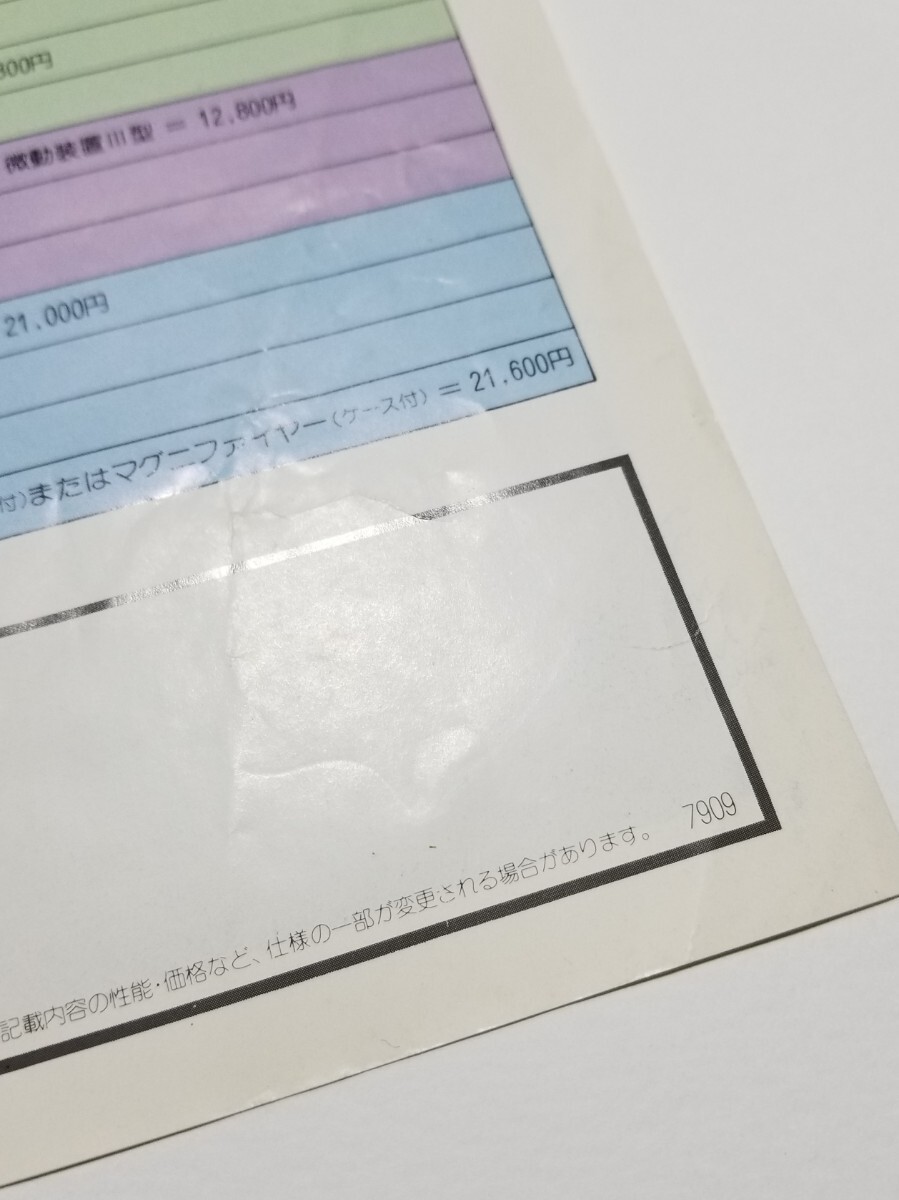 800円
微動装置III型 = 12,800円
21,000円
付)またはマグニファイヤー(ケース付) = 21,600円
記載内容の性能・価格など、仕様の一部が変更される場合があります。 7909